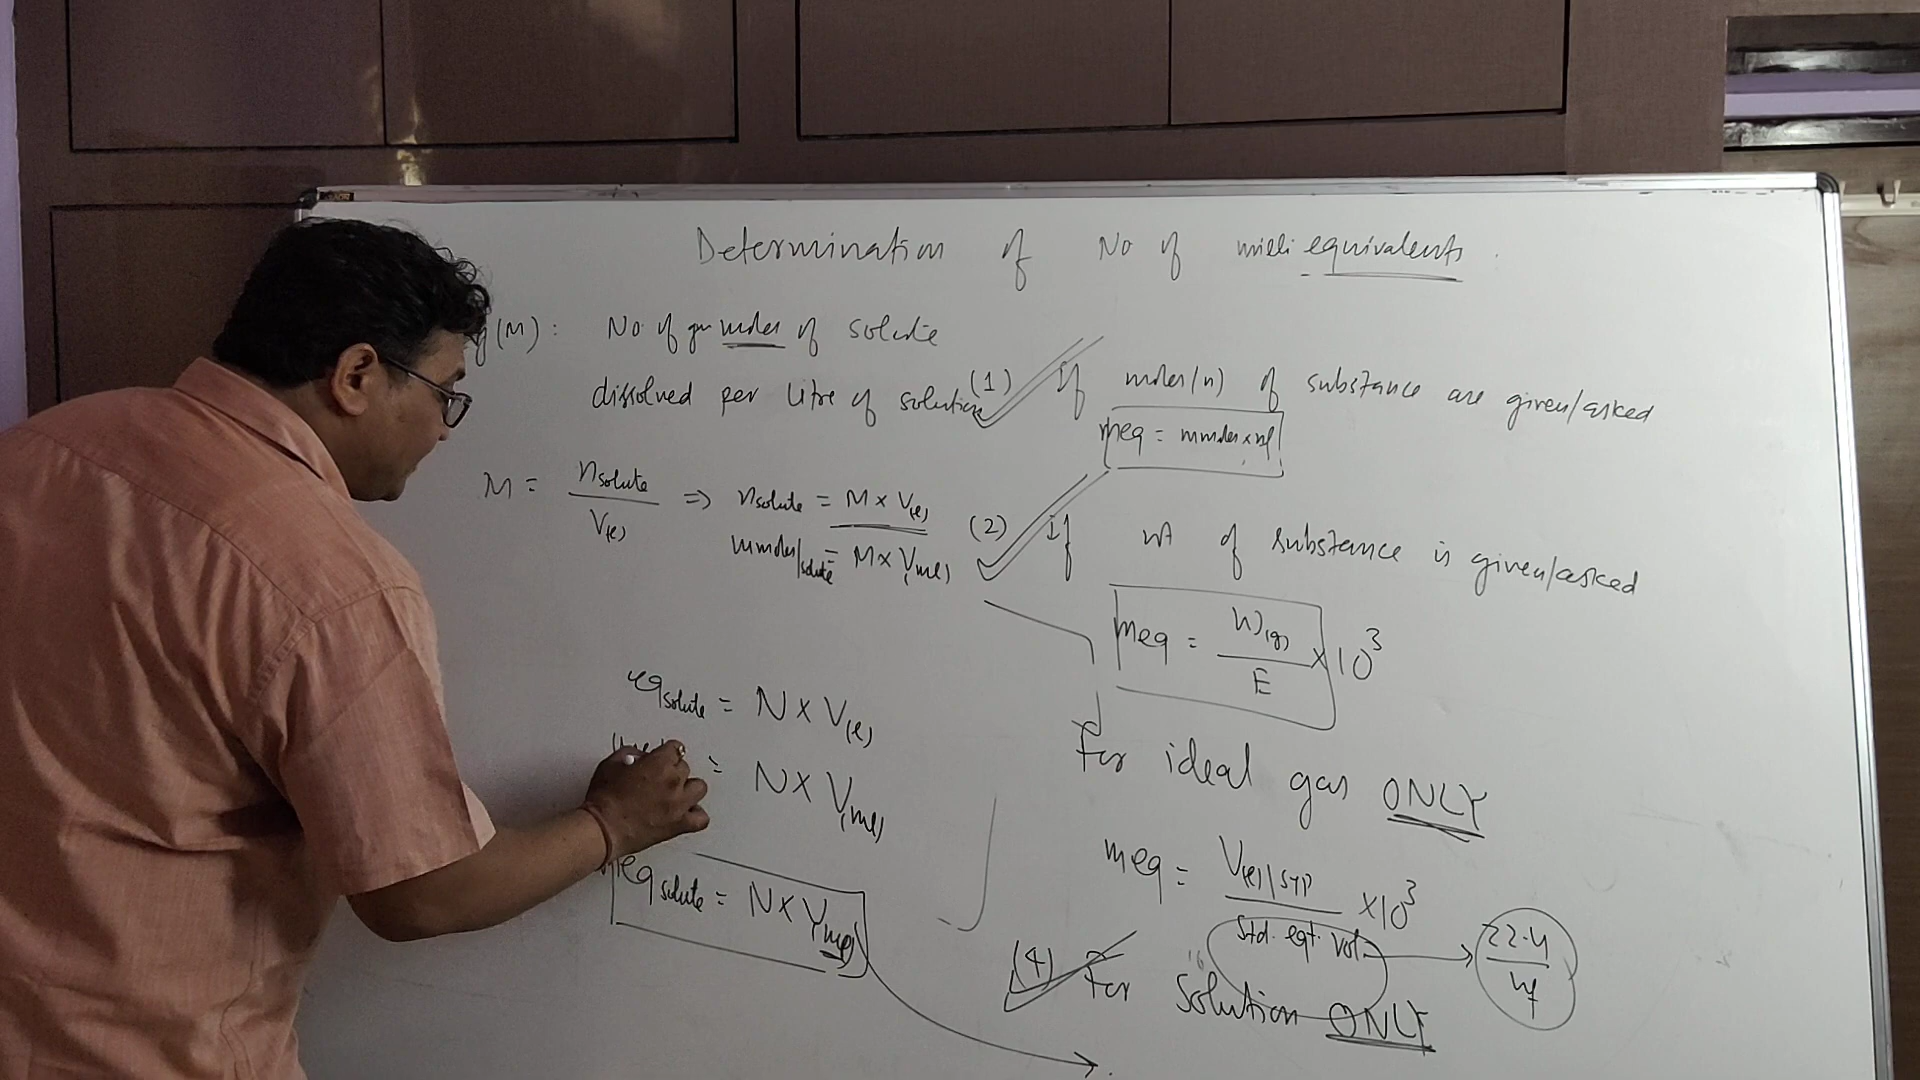 Determination of No of milli equivalents
(M) : No of gm moles of solute
dissolved per litre of solution
M = nsolute / V(l) => nsolute = M x V(l)
mmoles/solute = M x V(ml)
eqsolute = N x V(l)
= N x V(ml)
meqsolute = N x V(ml)
(1) If moles(n) of substance are given/asked
meq = mmoles x nf
(2) If wt of substance is given/asked
meq = W(g) / E x 10³
For ideal gas ONLY
meq = V(l)/STP / Std. eqt. vol. x 10³ → 22.4 / nf
(4) For Solution ONLY